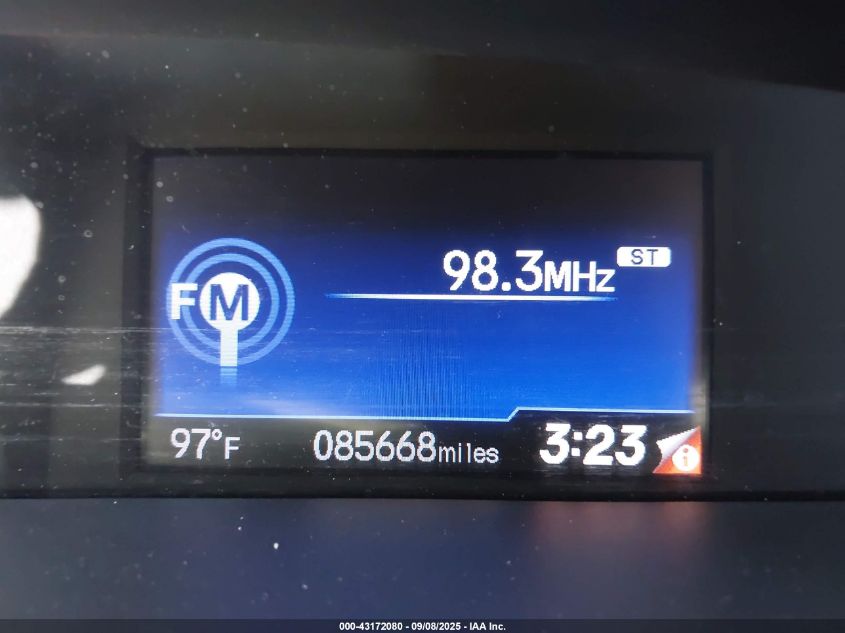 98.3MHz ST
FM
97°F 085668miles 3:23 i
000-43172080 - 09/08/2025 - IAA Inc.